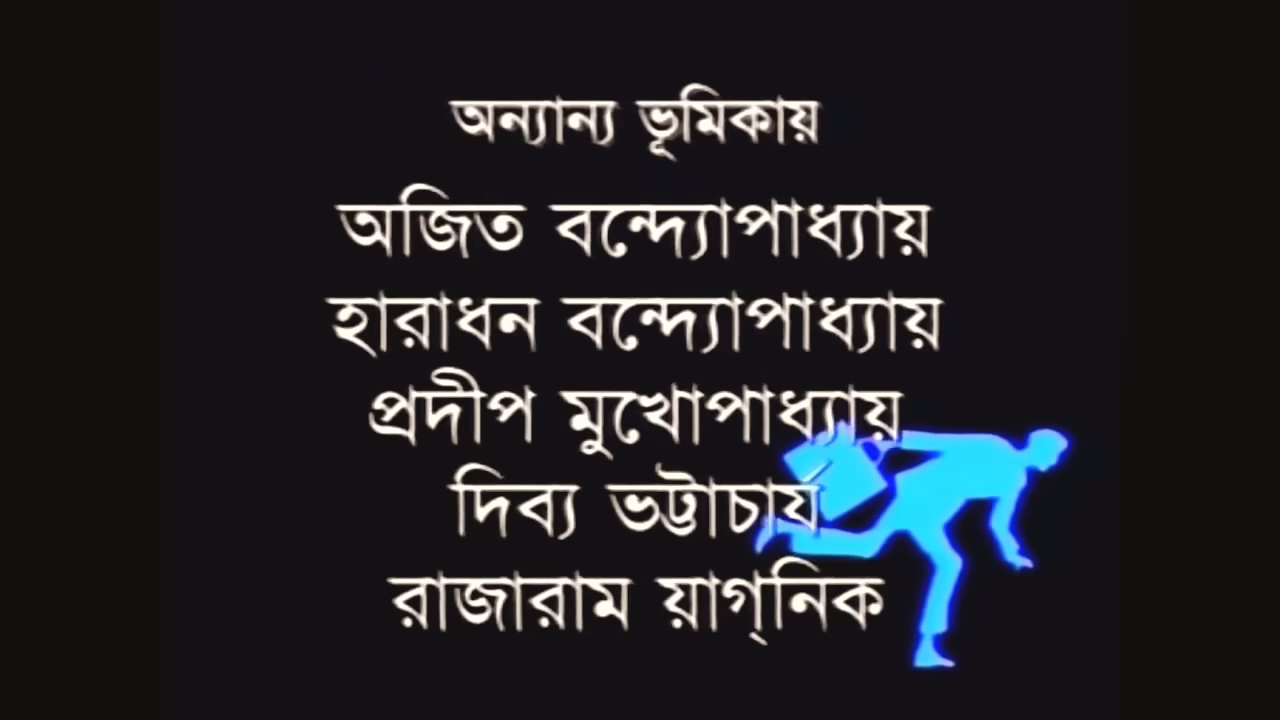 অন্যান্য ভূমিকায়
অজিত বন্দ্যোপাধ্যায়
হারাধন বন্দ্যোপাধ্যায়
প্রদীপ মুখোপাধ্যায়
দিব্য ভট্টাচার্য
রাজারাম য়াগ্‌নিক